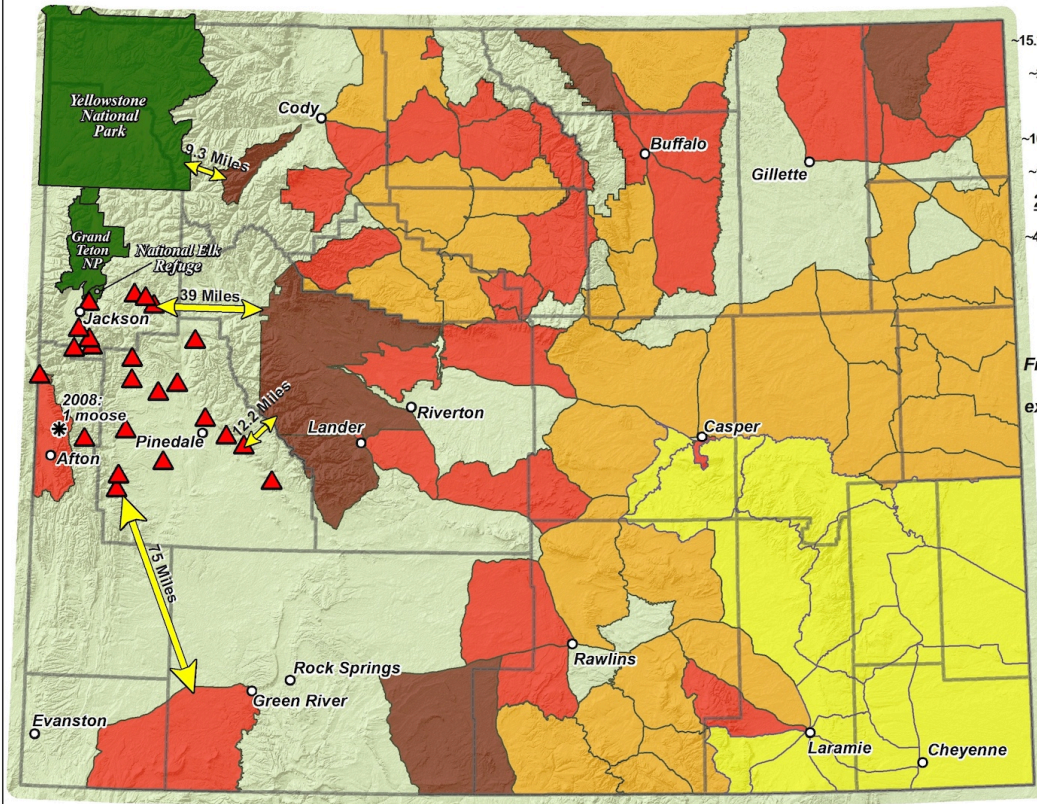 Yellowstone
National
Park
Cody
9.3 Miles
Buffalo
Gillette
Grand
Teton
NP
National Elk
Refuge
39 Miles
Jackson
2008:
1 moose
12.2 Miles
Riverton
Lander
Pinedale
Casper
Afton
75 Miles
Rawlins
Rock Springs
Green River
Evanston
Laramie
Cheyenne
~15.